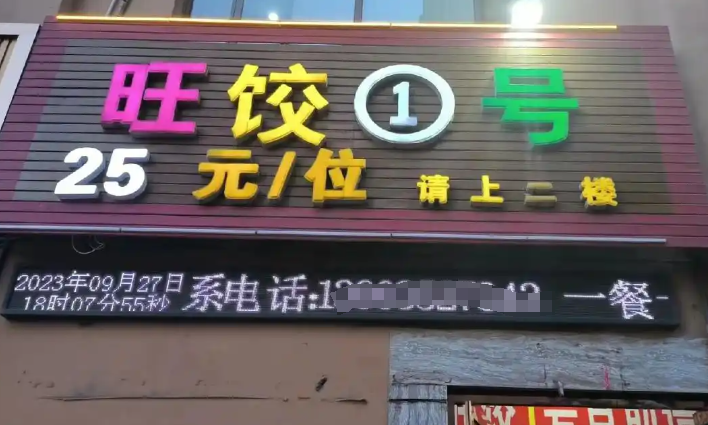 旺饺①号
25元/位 请上二楼
2023年09月27日
18时07分55秒
系电话:1 一餐